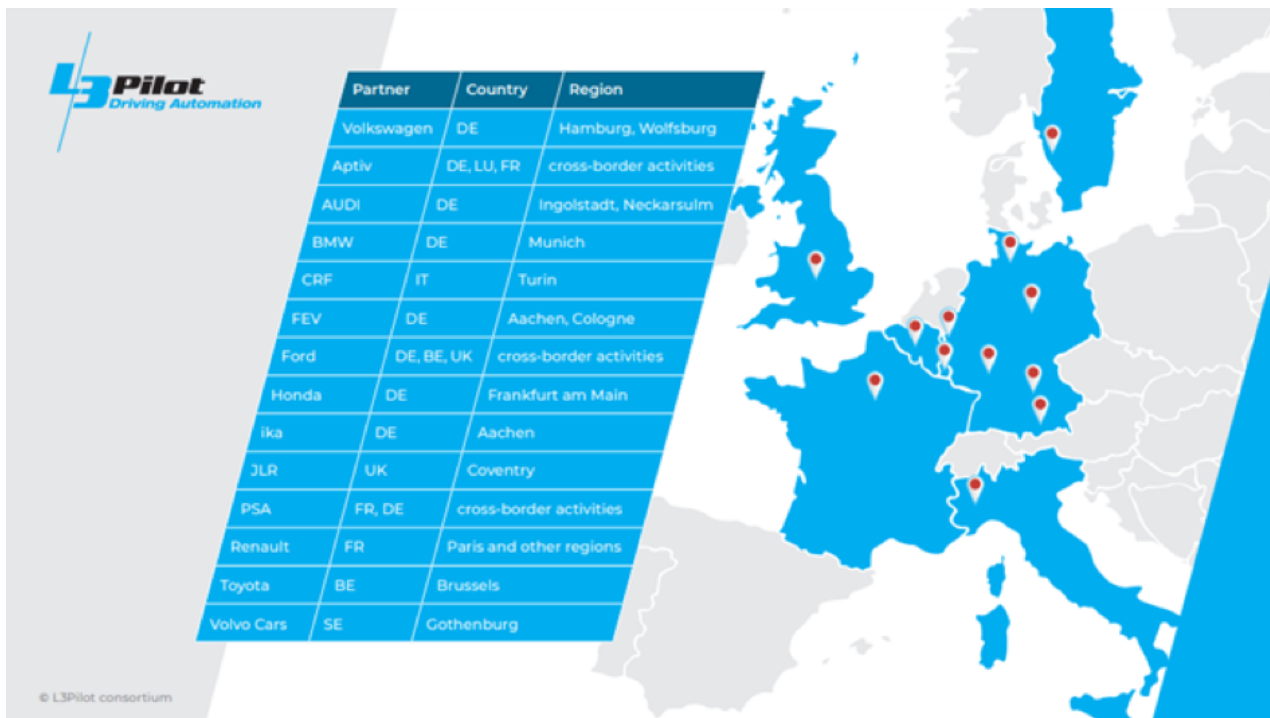 L3Pilot
Driving Automation
Partner Country Region
Volkswagen DE Hamburg, Wolfsburg
Aptiv DE, LU, FR cross-border activities
AUDI DE Ingolstadt, Neckarsulm
BMW DE Munich
CRF IT Turin
FEV DE Aachen, Cologne
Ford DE, BE, UK cross-border activities
Honda DE Frankfurt am Main
ika DE Aachen
JLR UK Coventry
PSA FR, DE cross-border activities
Renault FR Paris and other regions
Toyota BE Brussels
Volvo Cars SE Gothenburg
© L3Pilot consortium